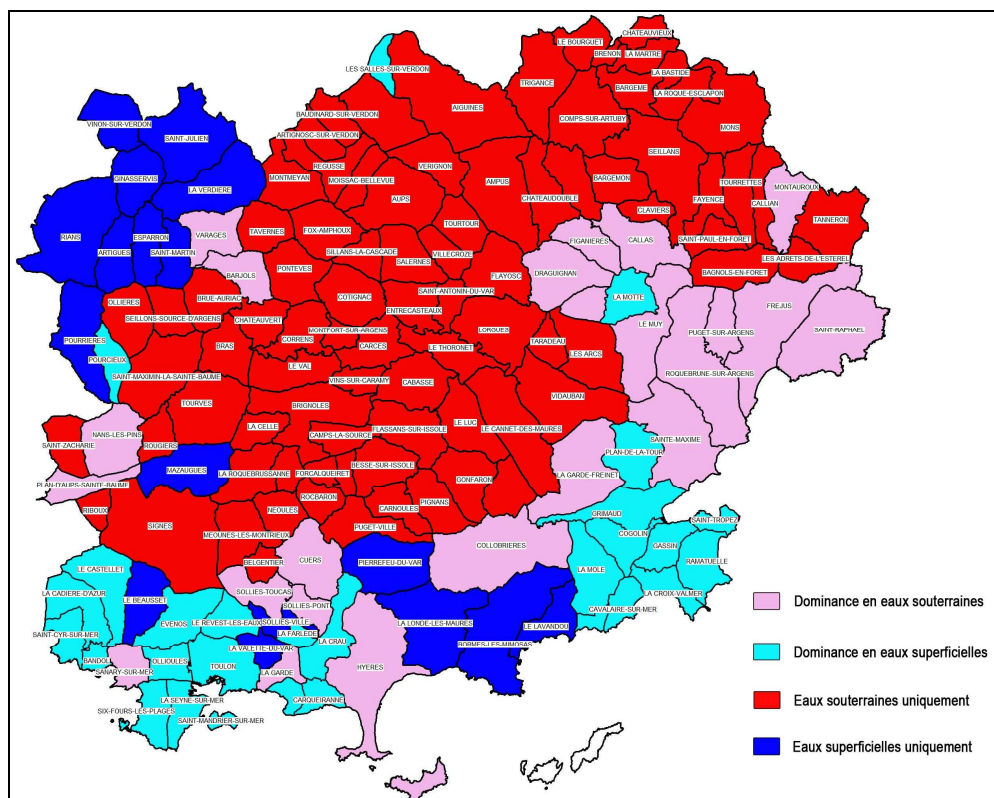 CHATEAUVIEUX
LE BOURGUET
BRENON
LA MARTRE
LES SALLES-SUR-VERDON
LA BASTIDE
TRIGANCE
BARGEME
LA ROQUE-ESCLAPON
AIGUINES
BAUDINARD-SUR-VERDON
COMPS-SUR-ARTUBY
VINON-SUR-VERDON
MONS
ARTIGNOSC-SUR-VERDON
SAINT-JULIEN
SEILLANS
REGUSSE
VERIGNON
MOISSAC-BELLEVUE
GINASSERVIS
MONTMEYAN
AMPUS
BARGEMON
TOURRETTES
MONTAUROUX
LA VERDIERE
AUPS
CHATEAUDOUBLE
FAYENCE
CALLIAN
CLAVIERS
TANNERON
TOURTOUR
RIANS
VARAGES
TAVERNES
FOX-AMPHOUX
ESPARRON
SAINT-PAUL-EN-FORET
FIGANIERES
CALLAS
ARTIGUES
SAINT-MARTIN
SILLANS-LA-CASCADE
VILLECROZE
LES ADRETS-DE-L'ESTEREL
SALERNES
PONTEVES
BARJOLS
FLAYOSC
DRAGUIGNAN
BAGNOLS-EN-FORET
SAINT-ANTONIN-DU-VAR
COTIGNAC
BRUE-AURIAC
OLLIERES
LA MOTTE
FREJUS
ENTRECASTEAUX
CHATEAUVERT
SEILLONS-SOURCE-D'ARGENS
LE MUY
MONTFORT-SUR-ARGENS
LORGUES
PUGET-SUR-ARGENS
SAINT-RAPHAEL
POURRIERES
CORRENS
CARCES
BRAS
LE THORONET
TARADEAU
LES ARCS
POURCIEUX
LE VAL
SAINT-MAXIMIN-LA-SAINTE-BAUME
ROQUEBRUNE-SUR-ARGENS
VINS-SUR-CARAMY
CABASSE
VIDAUBAN
TOURVES
BRIGNOLES
LE LUC
LA CELLE
FLASSANS-SUR-ISSOLE
LE CANNET-DES-MAURES
NANS-LES-PINS
CAMPS-LA-SOURCE
SAINTE-MAXIME
SAINT-ZACHARIE
ROUGIERS
PLAN-DE-LA-TOUR
BESSE-SUR-ISSOLE
MAZAUGUES
LA ROQUEBRUSSANNE
FORCALQUEIRET
LA GARDE-FREINET
GONFARON
PLAN-D'AUPS-SAINTE-BAUME
ROCBARON
PIGNANS
RIBOUX
NEOULES
CARNOULES
GRIMAUD
SAINT-TROPEZ
SIGNES
PUGET-VILLE
MEOUNES-LES-MONTRIEUX
COGOLIN
GASSIN
COLLOBRIERES
CUERS
BELGENTIER
PIERREFEU-DU-VAR
RAMATUELLE
LE CASTELLET
LA MOLE
LA CROIX-VALMER
SOLLIES-TOUCAS
LA CADIERE-D'AZUR
LE BEAUSSET
SOLLIES-PONT
CAVALAIRE-SUR-MER
EVENOS
LE REVEST-LES-EAUX
SOLLIES-VILLE
LA LONDE-LES-MAURES
LE LAVANDOU
SAINT-CYR-SUR-MER
LA FARLEDE
LA CRAU
BORMES-LES-MIMOSAS
LA VALETTE-DU-VAR
BANDOL
OLLIOULES
TOULON
HYERES
SANARY-SUR-MER
LA GARDE
LA SEYNE-SUR-MER
CARQUEIRANNE
SIX-FOURS-LES-PLAGES
SAINT-MANDRIER-SUR-MER
Dominance en eaux souterraines
Dominance en eaux superficielles
Eaux souterraines uniquement
Eaux superficielles uniquement